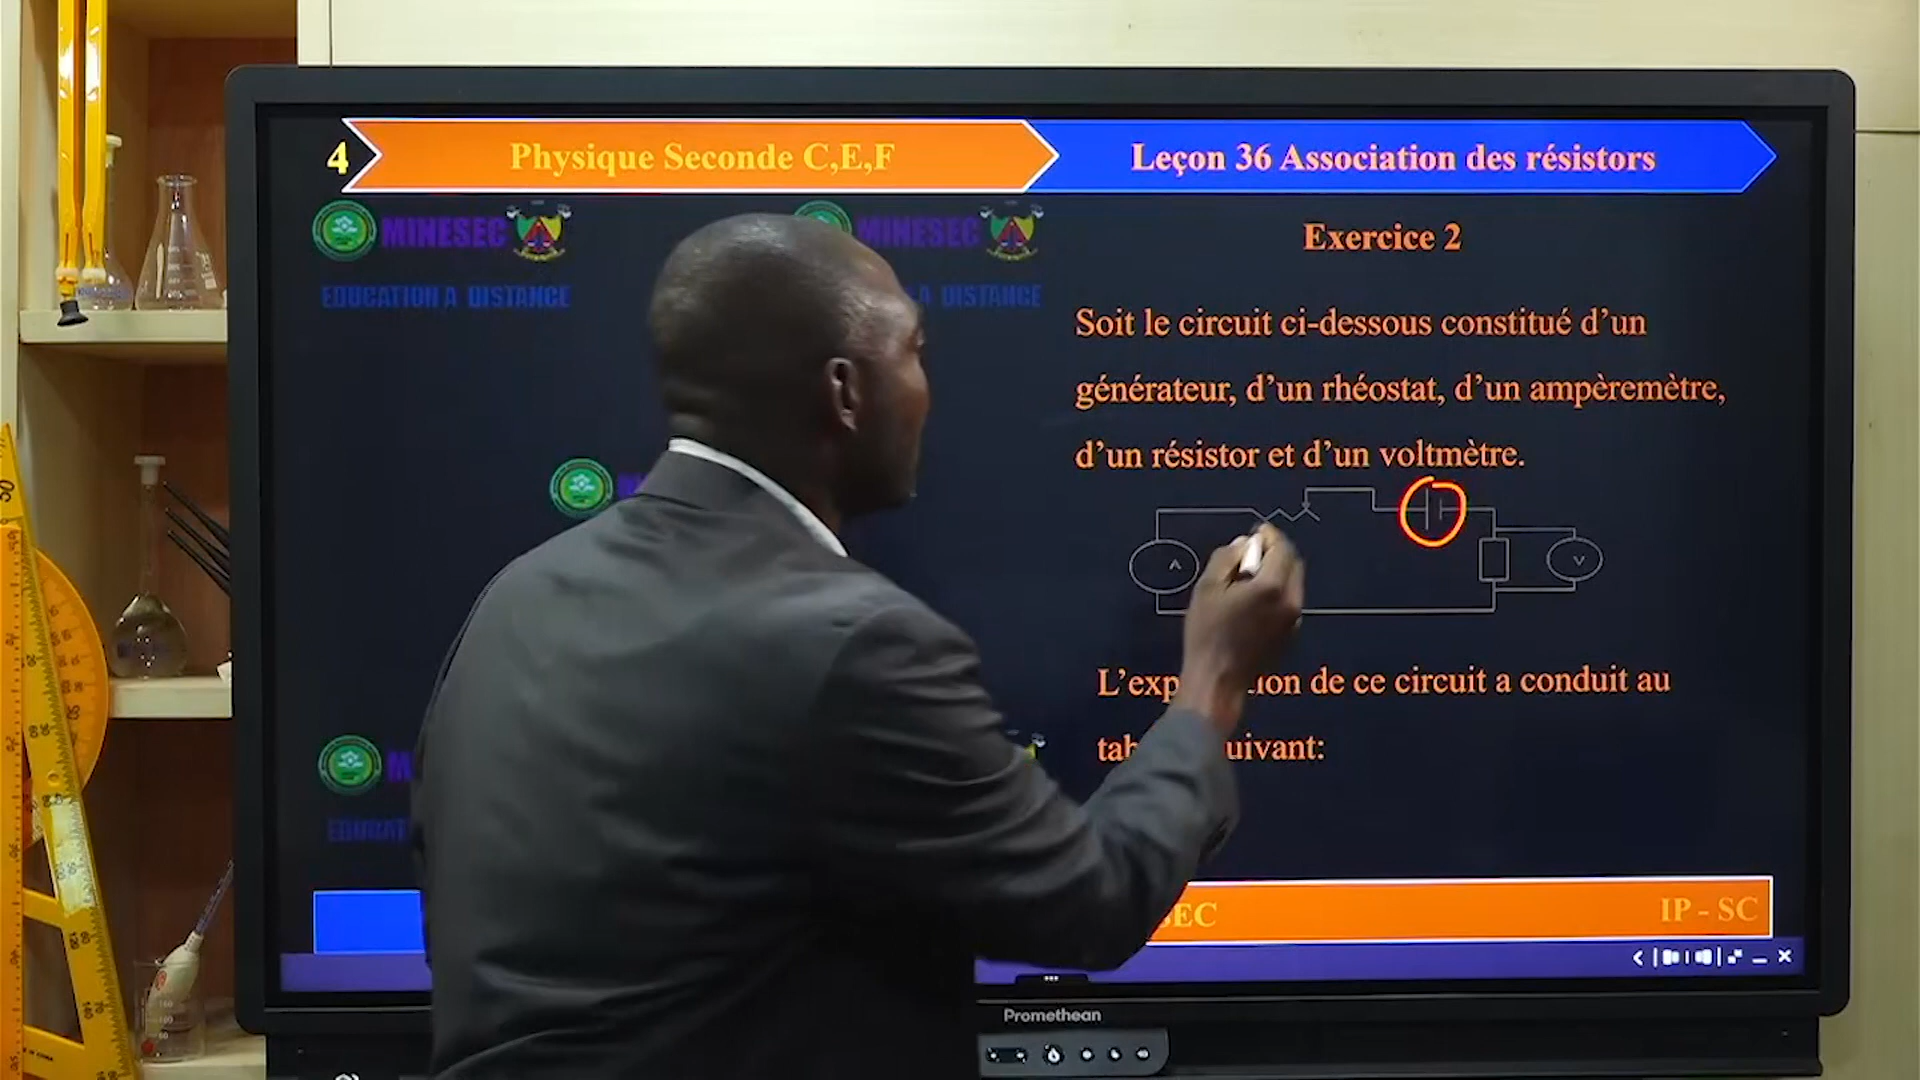 4
Physique Seconde C,E,F
Leçon 36 Association des résistors
MINESEC
MINESEC
EDUCATION A DISTANCE
A DISTANCE
Exercice 2
Soit le circuit ci-dessous constitué d’un
générateur, d’un rhéostat, d’un ampèremètre,
d’un résistor et d’un voltmètre.
A
V
ion de ce circuit a conduit au
uivant:
IP - SC
Promethean